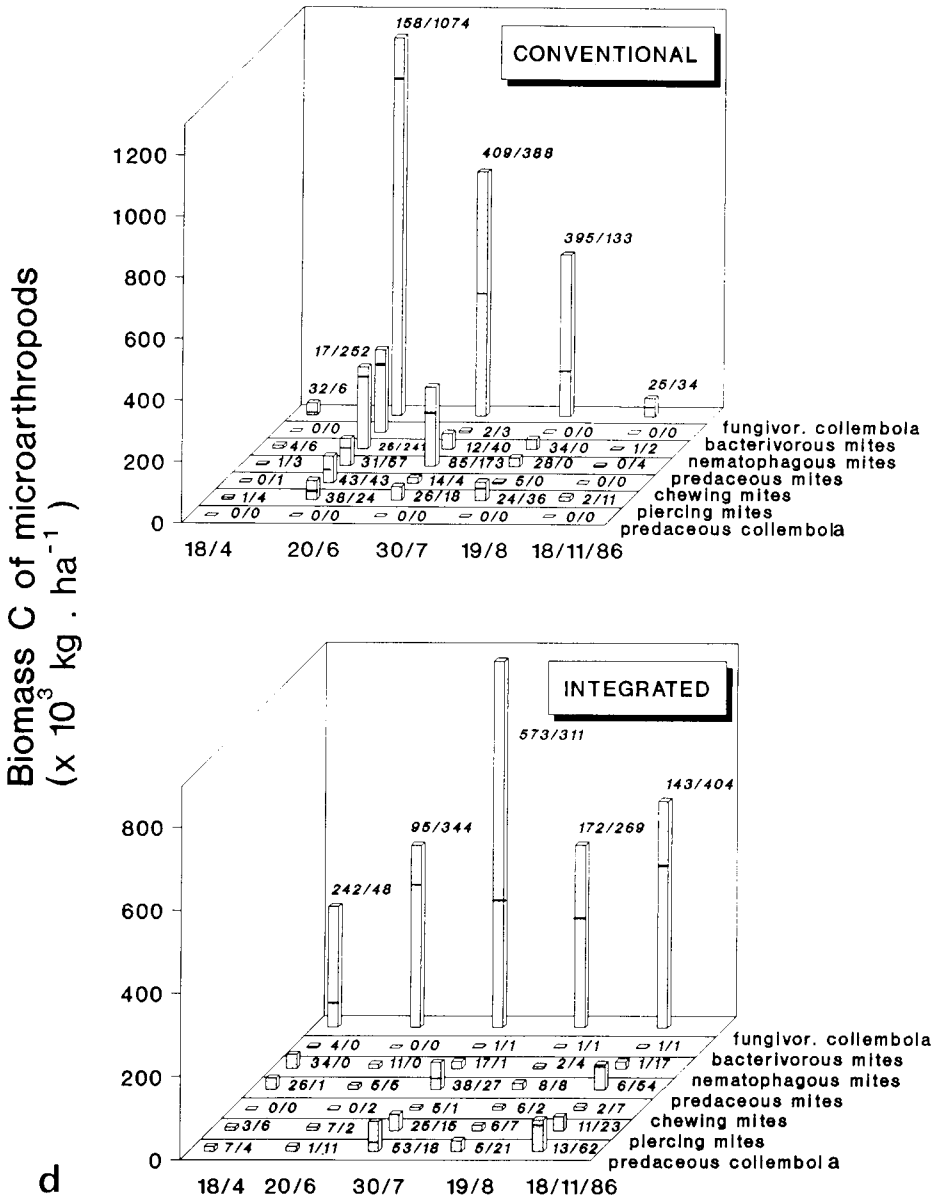 Biomass C of microarthropods
(x 10³ kg . ha⁻¹)
CONVENTIONAL
1200
1000
800
600
400
200
0
158/1074
409/388
395/133
17/252
32/6
25/34
0/0 2/3 0/0 0/0
4/6 26/241 12/40 34/0 1/2
1/3 31/57 85/173 28/0 0/4
0/1 43/43 14/4 5/0
1/4 38/24 26/18 24/36 2/11
0/0 0/0 0/0 0/0 0/0
fungivor. collembola
bacterivorous mites
nematophagous mites
predaceous mites
chewing mites
piercing mites
predaceous collembola
18/4 20/6 30/7 19/8 18/11/86
INTEGRATED
800
600
400
200
0
573/311
143/404
95/344
172/269
242/48
4/0 0/0 1/1 1/1 1/1
34/0 11/0 17/1 2/4 1/17
26/1 5/5 38/27 8/8 6/54
0/0 0/2 5/1 6/2 2/7
3/6 7/2 25/15 6/7 11/23
7/4 1/11 53/18 5/21 13/62
fungivor. collembola
bacterivorous mites
nematophagous mites
predaceous mites
chewing mites
piercing mites
predaceous collembola
18/4 20/6 30/7 19/8 18/11/86
d